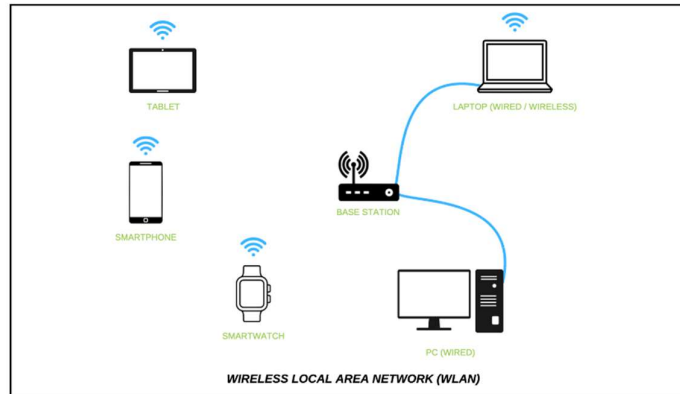 TABLET
LAPTOP (WIRED / WIRELESS)
BASE STATION
SMARTPHONE
SMARTWATCH
PC (WIRED)
WIRELESS LOCAL AREA NETWORK (WLAN)